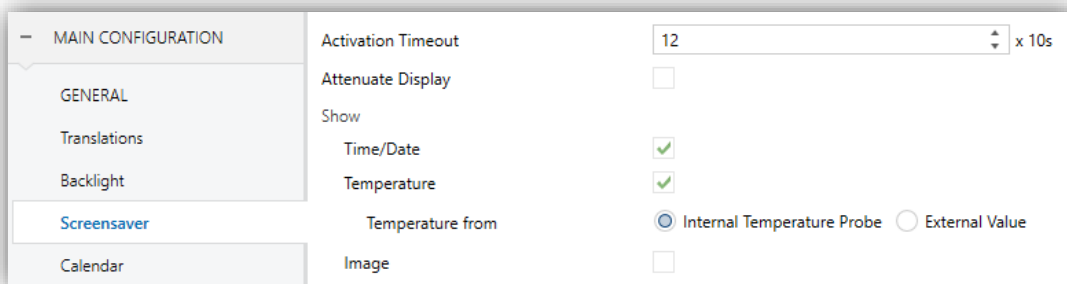 MAIN CONFIGURATION
GENERAL
Translations
Backlight
Screensaver
Calendar
Activation Timeout
12
x 10s
Attenuate Display
Show
Time/Date
Temperature
Temperature from
Internal Temperature Probe
External Value
Image